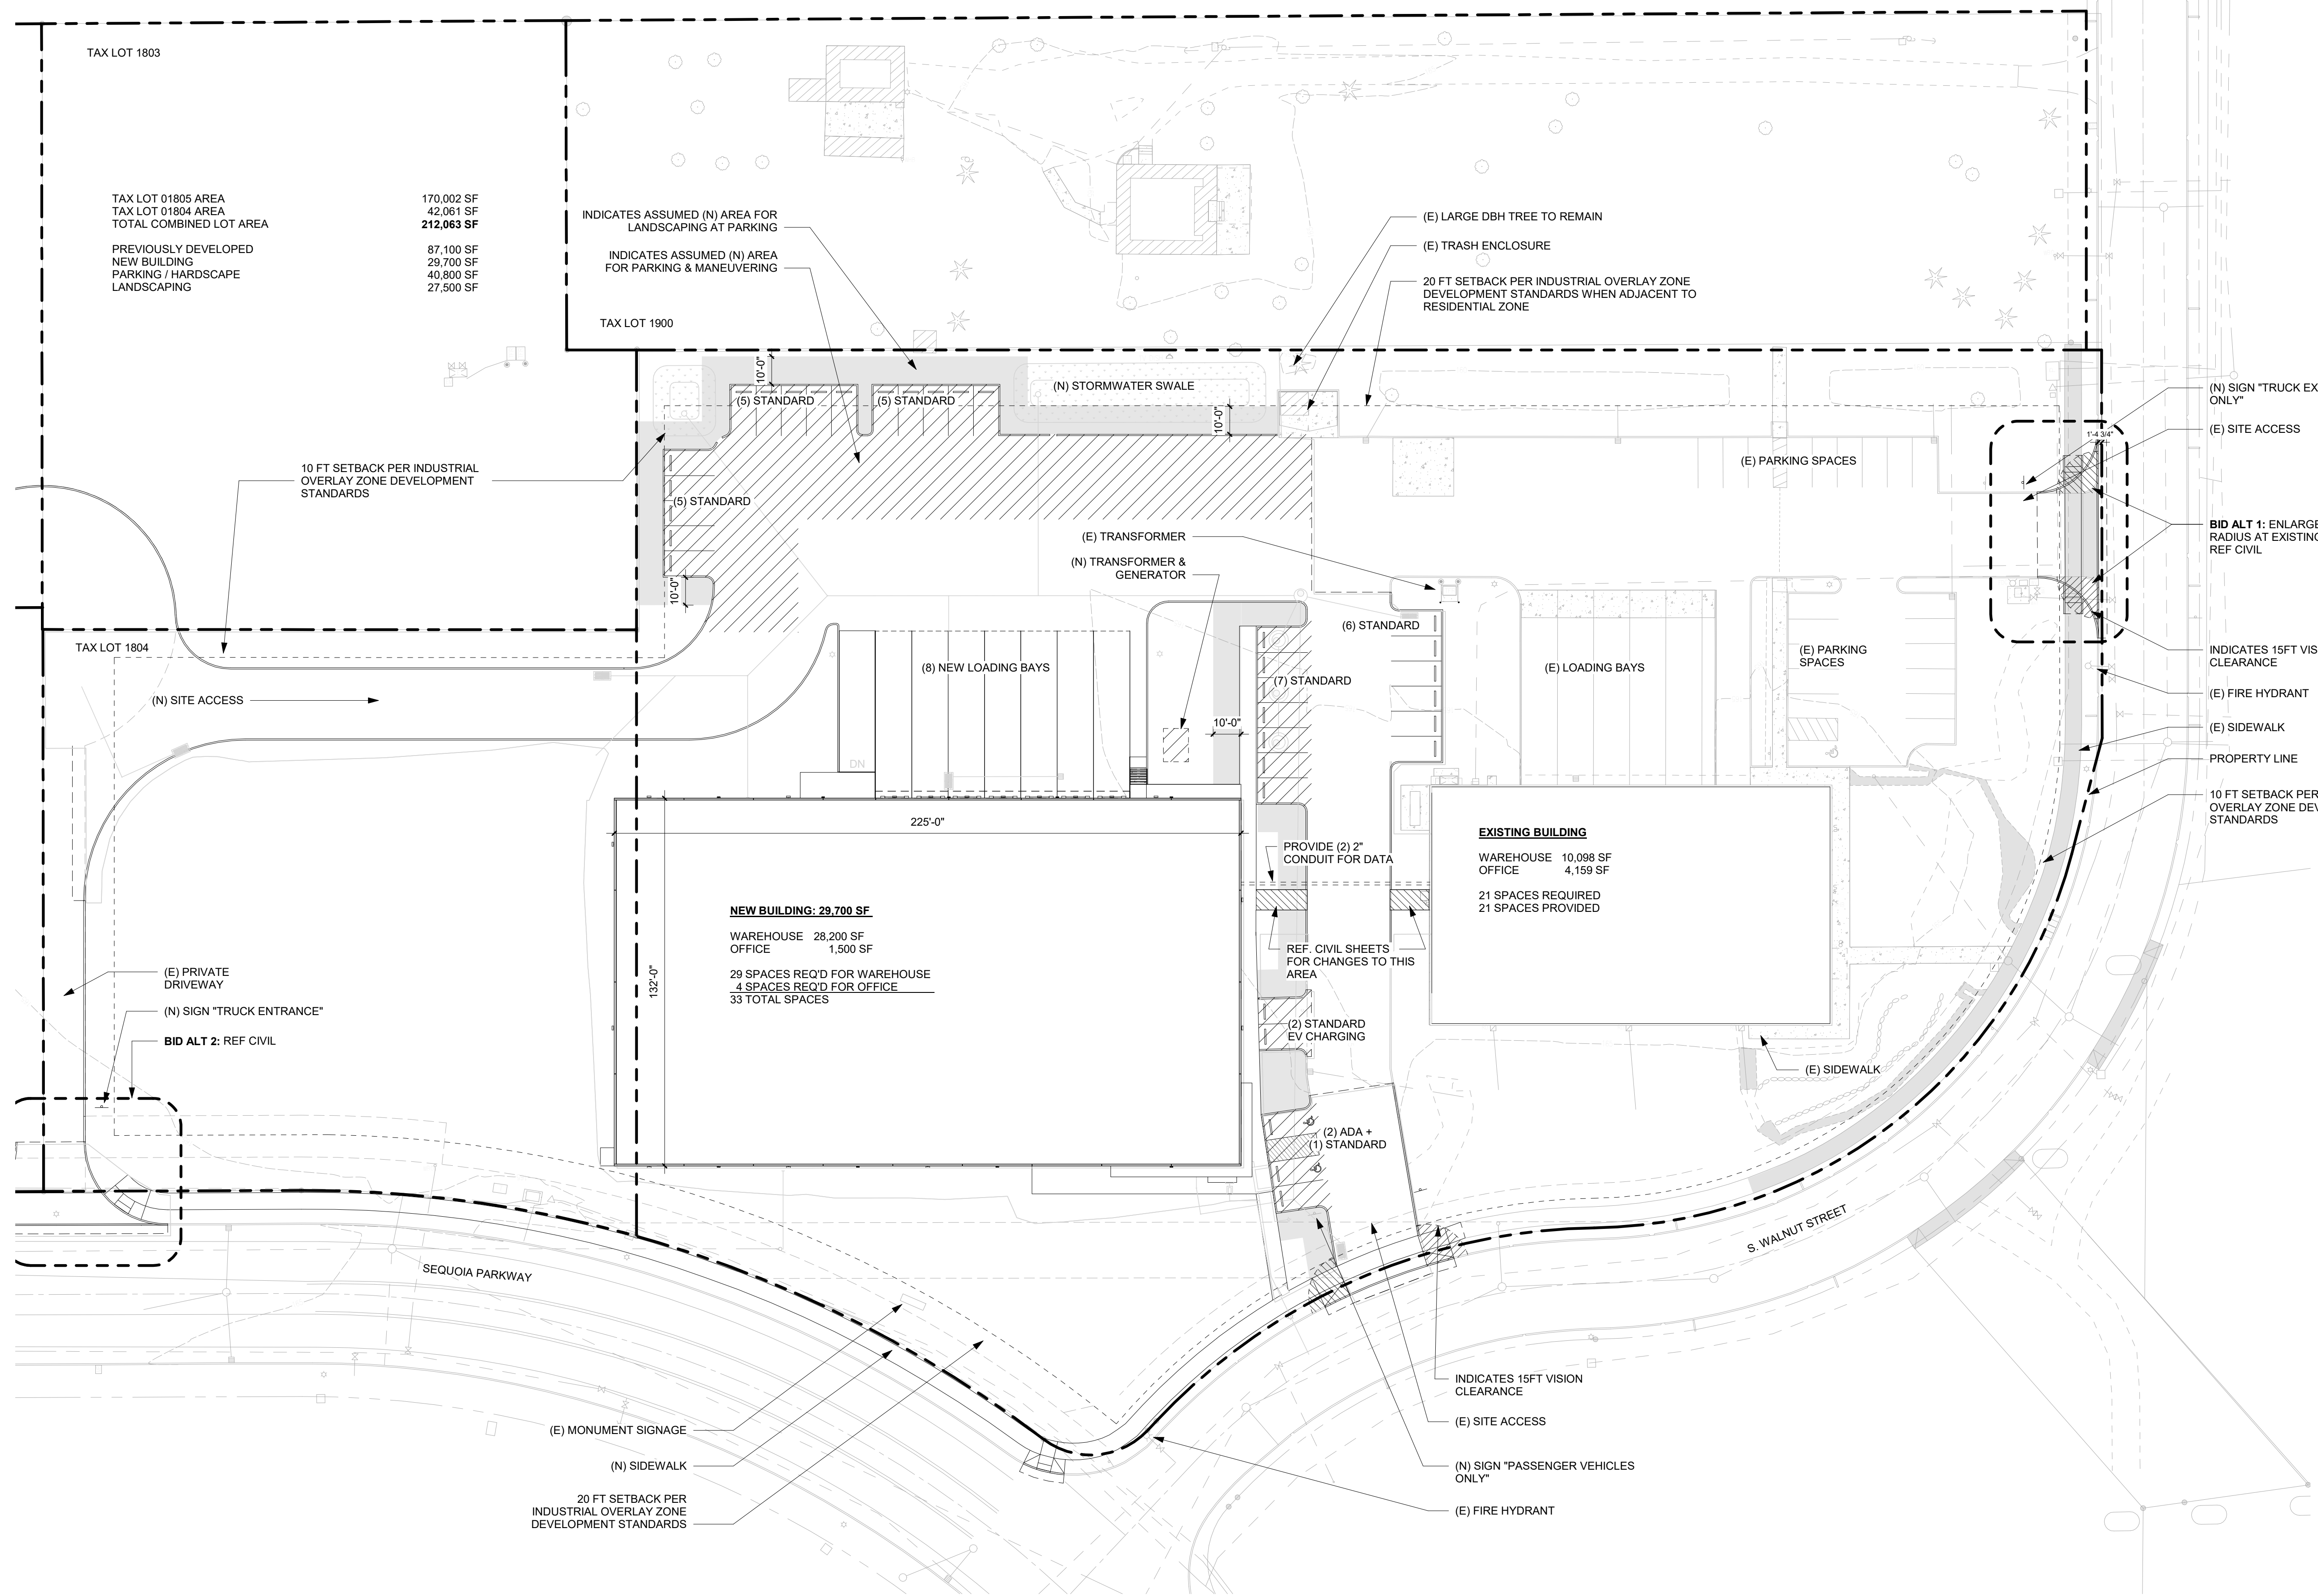 TAX LOT 1803
TAX LOT 01805 AREA 170,002 SF
TAX LOT 01804 AREA 42,061 SF
TOTAL COMBINED LOT AREA 212,063 SF
PREVIOUSLY DEVELOPED 87,100 SF
NEW BUILDING 29,700 SF
PARKING / HARDSCAPE 40,800 SF
LANDSCAPING 27,500 SF
INDICATES ASSUMED (N) AREA FOR
LANDSCAPING AT PARKING
INDICATES ASSUMED (N) AREA
FOR PARKING & MANEUVERING
TAX LOT 1900
(E) LARGE DBH TREE TO REMAIN
(E) TRASH ENCLOSURE
20 FT SETBACK PER INDUSTRIAL OVERLAY ZONE
DEVELOPMENT STANDARDS WHEN ADJACENT TO
RESIDENTIAL ZONE
10'-0"
(5) STANDARD
(5) STANDARD
(N) STORMWATER SWALE
10'-0"
(N) SIGN "TRUCK EX
ONLY"
(E) SITE ACCESS
1'-4 3/4"
(E) PARKING SPACES
10 FT SETBACK PER INDUSTRIAL
OVERLAY ZONE DEVELOPMENT
STANDARDS
(5) STANDARD
10'-0"
(E) TRANSFORMER
(N) TRANSFORMER &
GENERATOR
BID ALT 1: ENLARGE
RADIUS AT EXISTING
REF CIVIL
TAX LOT 1804
(N) SITE ACCESS
(8) NEW LOADING BAYS
DN
10'-0"
(6) STANDARD
(7) STANDARD
(E) LOADING BAYS
(E) PARKING
SPACES
INDICATES 15FT VIS
CLEARANCE
(E) FIRE HYDRANT
(E) SIDEWALK
PROPERTY LINE
10 FT SETBACK PER
OVERLAY ZONE DEV
STANDARDS
225'-0"
132'-0"
NEW BUILDING: 29,700 SF
WAREHOUSE 28,200 SF
OFFICE 1,500 SF
29 SPACES REQ'D FOR WAREHOUSE
4 SPACES REQ'D FOR OFFICE
33 TOTAL SPACES
PROVIDE (2) 2"
CONDUIT FOR DATA
EXISTING BUILDING
WAREHOUSE 10,098 SF
OFFICE 4,159 SF
21 SPACES REQUIRED
21 SPACES PROVIDED
REF. CIVIL SHEETS
FOR CHANGES TO THIS
AREA
(2) STANDARD
EV CHARGING
(E) SIDEWALK
(2) ADA +
(1) STANDARD
(E) PRIVATE
DRIVEWAY
(N) SIGN "TRUCK ENTRANCE"
BID ALT 2: REF CIVIL
SEQUOIA PARKWAY
S. WALNUT STREET
(E) MONUMENT SIGNAGE
(N) SIDEWALK
20 FT SETBACK PER
INDUSTRIAL OVERLAY ZONE
DEVELOPMENT STANDARDS
INDICATES 15FT VISION
CLEARANCE
(E) SITE ACCESS
(N) SIGN "PASSENGER VEHICLES
ONLY"
(E) FIRE HYDRANT